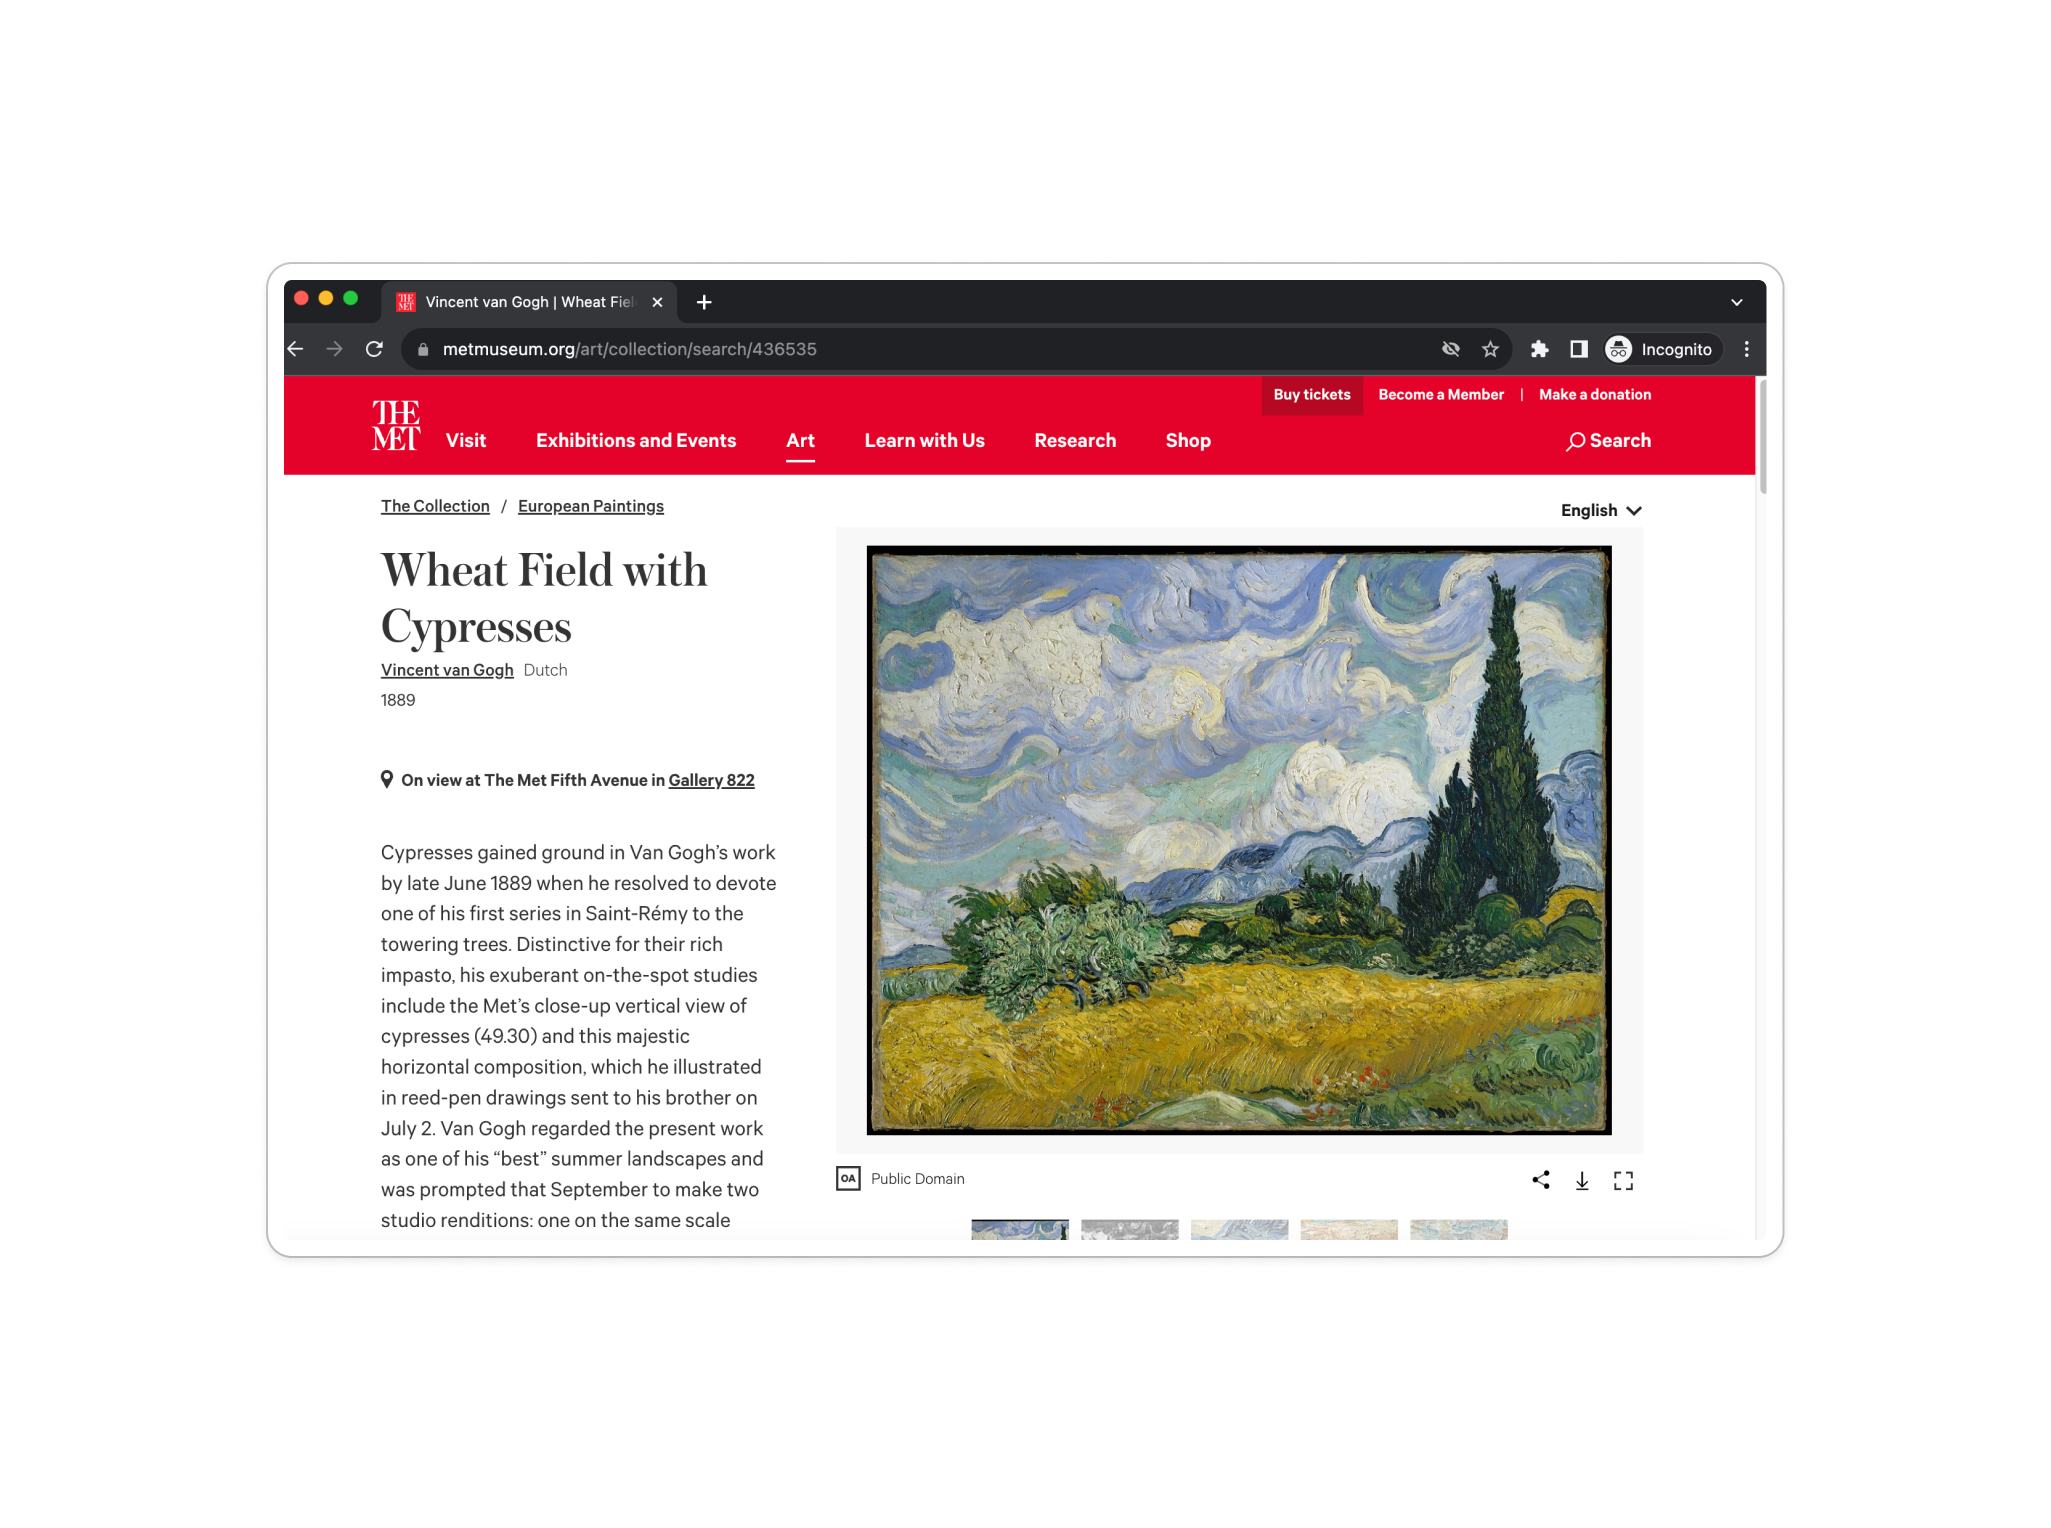 Vincent van Gogh | Wheat Fiel
metmuseum.org/art/collection/search/436535
Incognito
Buy tickets Become a Member | Make a donation
THE MET
Visit Exhibitions and Events Art Learn with Us Research Shop Search
The Collection / European Paintings
English
Wheat Field with
Cypresses
Vincent van Gogh Dutch
1889
On view at The Met Fifth Avenue in Gallery 822
Cypresses gained ground in Van Gogh’s work
by late June 1889 when he resolved to devote
one of his first series in Saint-Rémy to the
towering trees. Distinctive for their rich
impasto, his exuberant on-the-spot studies
include the Met’s close-up vertical view of
cypresses (49.30) and this majestic
horizontal composition, which he illustrated
in reed-pen drawings sent to his brother on
July 2. Van Gogh regarded the present work
as one of his “best” summer landscapes and
was prompted that September to make two
studio renditions: one on the same scale
OA Public Domain